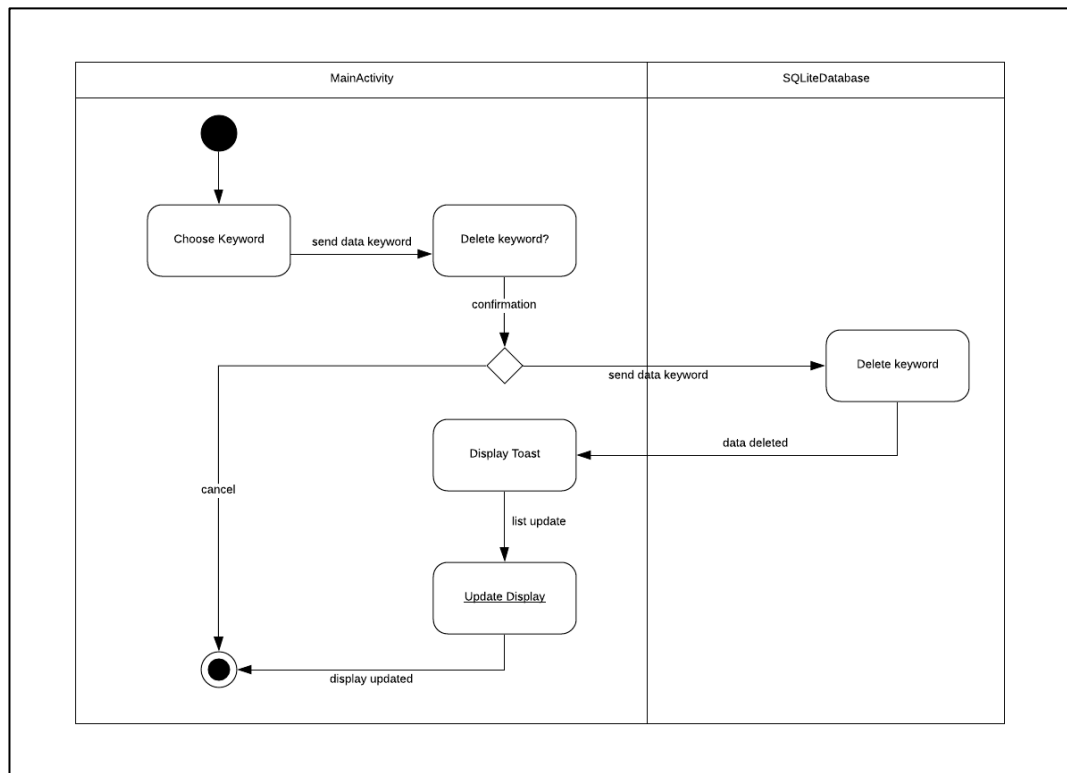 MainActivity
SQLiteDatabase
Choose Keyword
send data keyword
Delete keyword?
confirmation
send data keyword
Delete keyword
data deleted
Display Toast
cancel
list update
Update Display
display updated